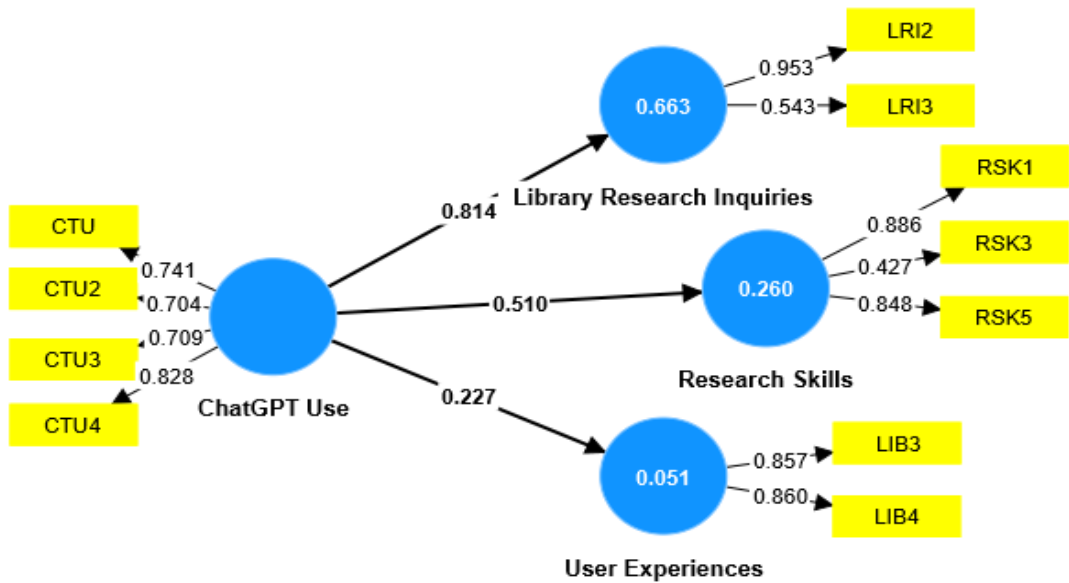 LRI2
0.953
0.663
0.543
LRI3
Library Research Inquiries
RSK1
0.814
0.886
CTU
RSK3
0.741
0.427
CTU2
0.704
0.510
0.260
0.848
RSK5
CTU3
0.709
0.828
Research Skills
CTU4
ChatGPT Use
0.227
LIB3
0.857
0.051
0.860
LIB4
User Experiences